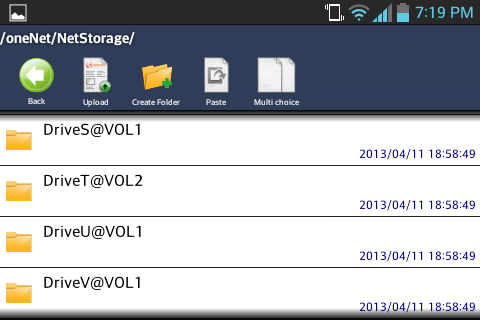 7:19 PM
/oneNet/NetStorage/
Back Upload Create Folder Paste Multi choice
DriveS@VOL1
2013/04/11 18:58:49
DriveT@VOL2
2013/04/11 18:58:49
DriveU@VOL1
2013/04/11 18:58:49
DriveV@VOL1
2013/04/11 18:58:49